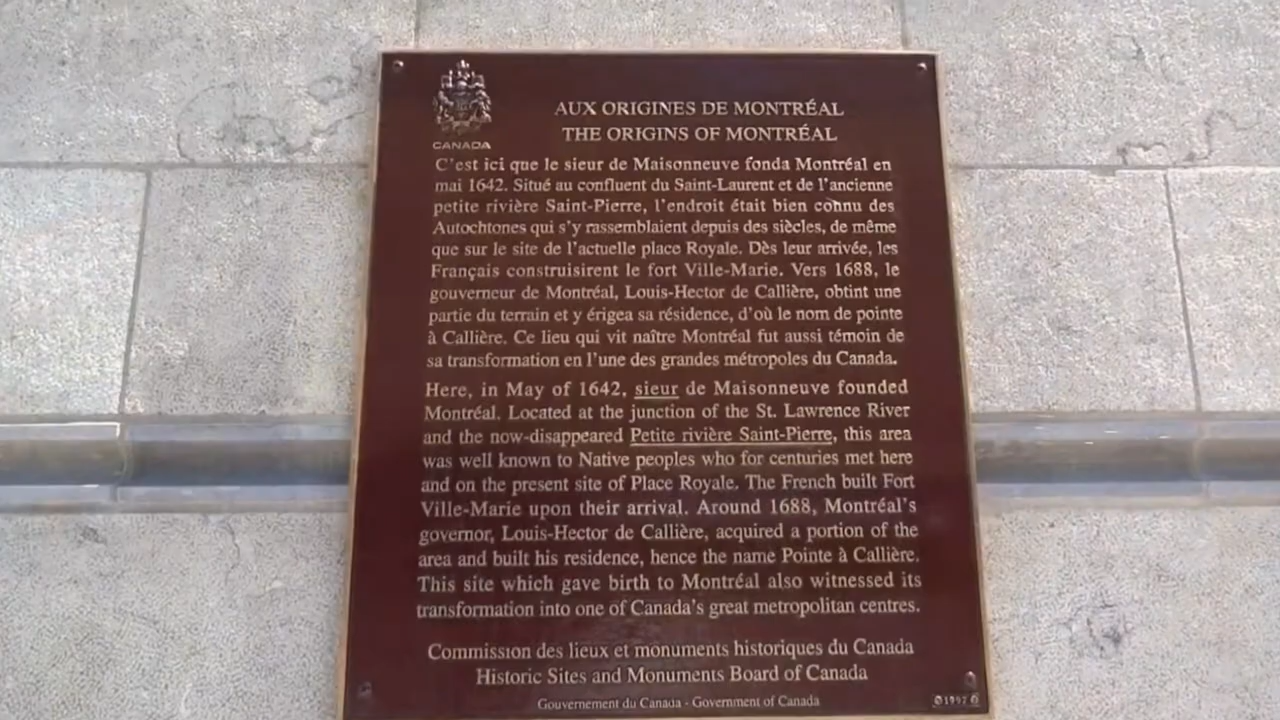 CANADA
AUX ORIGINES DE MONTRÉAL
THE ORIGINS OF MONTRÉAL
C'est ici que le sieur de Maisonneuve fonda Montréal en
mai 1642. Situé au confluent du Saint-Laurent et de l'ancienne
petite rivière Saint-Pierre, l'endroit était bien connu des
Autochtones qui s'y rassemblaient depuis des siècles, de même
que sur le site de l'actuelle place Royale. Dès leur arrivée, les
Français construisirent le fort Ville-Marie. Vers 1688, le
gouverneur de Montréal, Louis-Hector de Callière, obtint une
partie du terrain et y érigea sa résidence, d'où le nom de pointe
à Callière. Ce lieu qui vit naître Montréal fut aussi témoin de
sa transformation en l'une des grandes métropoles du Canada.
Here, in May of 1642, sieur de Maisonneuve founded
Montréal. Located at the junction of the St. Lawrence River
and the now-disappeared Petite rivière Saint-Pierre, this area
was well known to Native peoples who for centuries met here
and on the present site of Place Royale. The French built Fort
Ville-Marie upon their arrival. Around 1688, Montréal's
governor, Louis-Hector de Callière, acquired a portion of the
area and built his residence, hence the name Pointe à Callière.
This site which gave birth to Montréal also witnessed its
transformation into one of Canada's great metropolitan centres.
Commission des lieux et monuments historiques du Canada
Historic Sites and Monuments Board of Canada
Gouvernement du Canada - Government of Canada